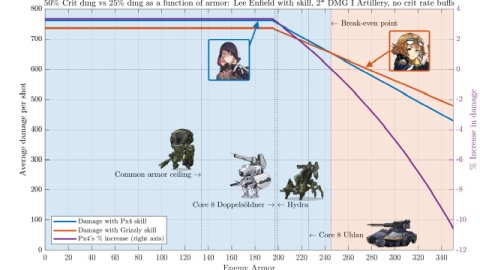 50% Crit dmg vs 25% dmg as a function of armor: Lee Enfield with skill, 2* DMG I Artillery, no crit rate buffs
800
700
600
500
400
300
200
100
0
Average damage per shot
← Break-even point
Common armor ceiling →
Core 8 Doppelsöldner →
← Hydra
← Core 8 Uhlan
Damage with Px4 skill
Damage with Grizzly skill
Px4's % increase (right axis)
4
2
0
-2
-4
-6
-8
-10
-12
% Increase in damage
0 20 40 60 80 100 120 140 160 180 200 220 240 260 280 300 320 340
Enemy Armor